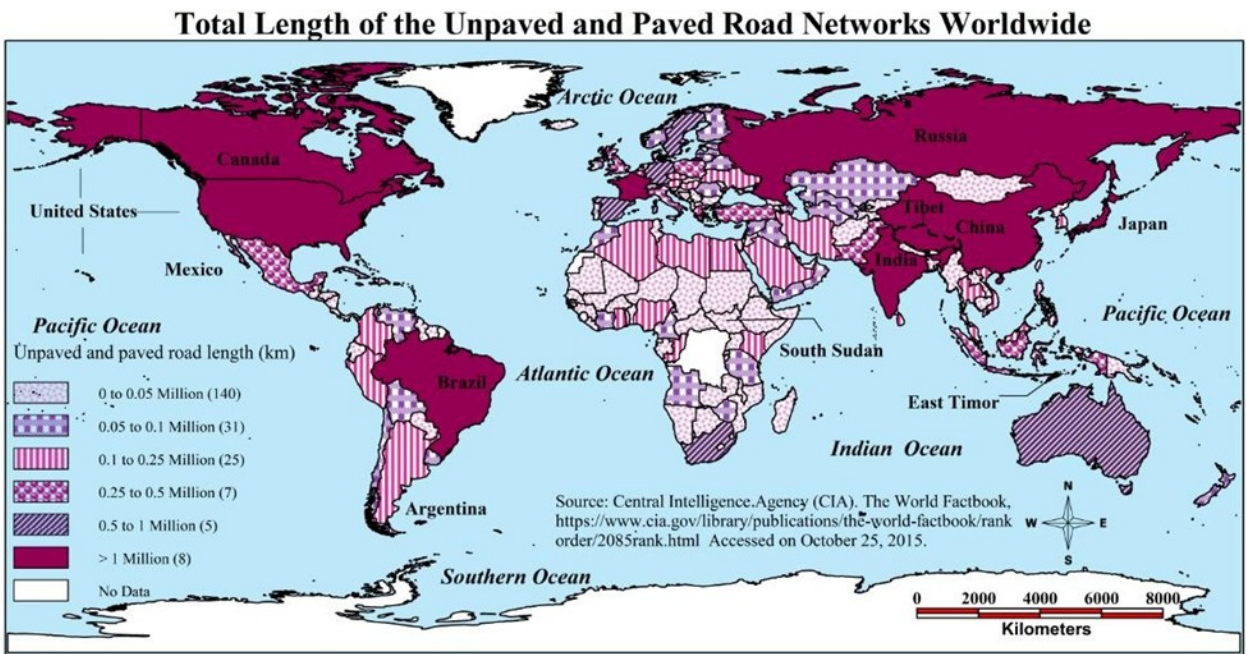 Total Length of the Unpaved and Paved Road Networks Worldwide
Arctic Ocean
Russia
Canada
United States
Tibet
China
Japan
India
Mexico
Pacific Ocean
Pacific Ocean
South Sudan
Atlantic Ocean
Brazil
East Timor
Indian Ocean
Argentina
Southern Ocean
Unpaved and paved road length (km)
0 to 0.05 Million (140)
0.05 to 0.1 Million (31)
0.1 to 0.25 Million (25)
0.25 to 0.5 Million (7)
0.5 to 1 Million (5)
> 1 Million (8)
No Data
Source: Central Intelligence.Agency (CIA). The World Factbook,
https://www.cia.gov/library/publications/the-world-factbook/rank
order/2085rank.html Accessed on October 25, 2015.
N
W E
S
0 2000 4000 6000 8000
Kilometers